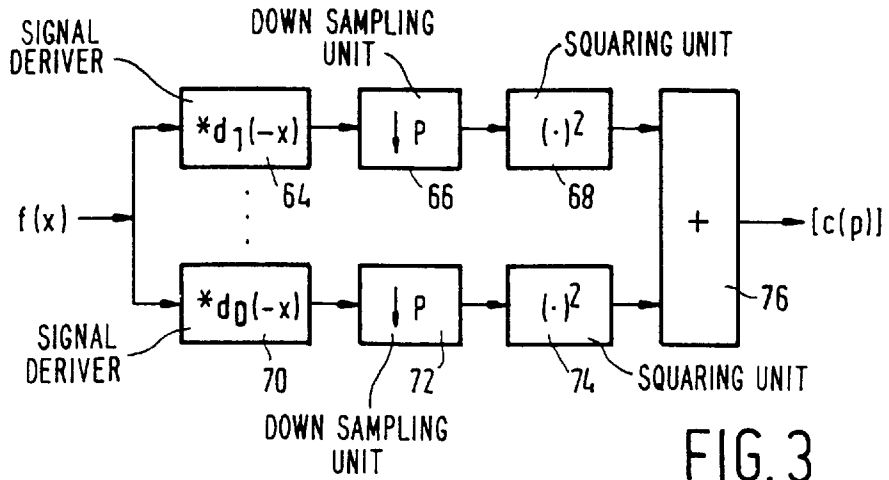 SIGNAL
DERIVER
DOWN SAMPLING
UNIT
SQUARING UNIT
*d₁(-x)
↓ P
(·)²
64
66
68
f(x)
+
[c(p)]
76
*d_D(-x)
↓ P
(·)²
SIGNAL
DERIVER
70
72
74
SQUARING UNIT
DOWN SAMPLING
UNIT
FIG. 3